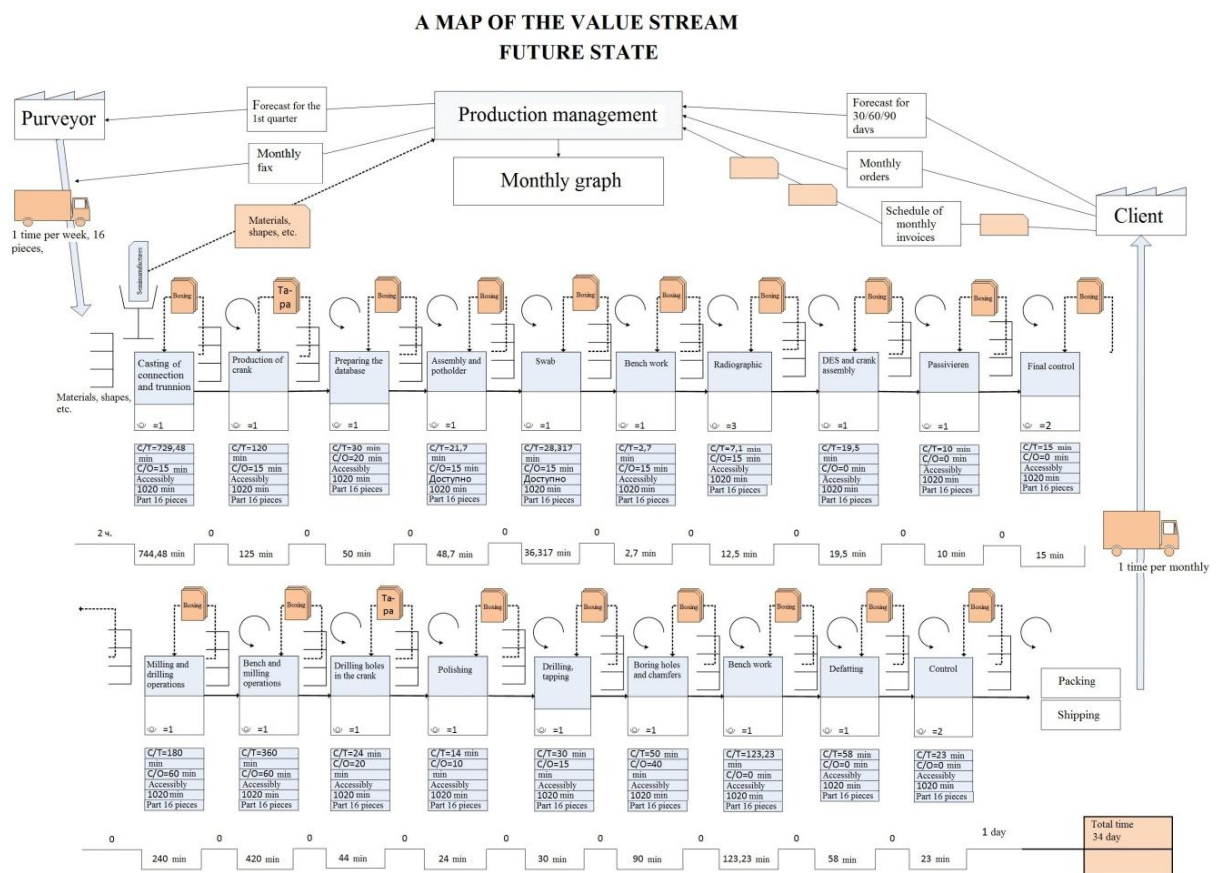 A MAP OF THE VALUE STREAM
FUTURE STATE
Purveyor
Forecast for the
1st quarter
Production management
Forecast for
30/60/90
days
Monthly
fax
Monthly graph
Monthly
orders
Client
1 time per week, 16
pieces,
Materials,
shapes, etc.
Schedule of
monthly
invoices
Semimanufactures
Boxing
Та-
ра
Boxing
Boxing
Boxing
Boxing
Boxing
Boxing
Boxing
Boxing
Materials, shapes,
etc.
Casting of
connection
and trunnion
=1
C/T=729,48
min
C/O=15 min
Accessibly
1020 min
Part 16 pieces
Production of
crank
=1
C/T=120
min
C/O=15 min
Accessibly
1020 min
Part 16 pieces
Preparing the
database
=1
C/T=30 min
C/O=20 min
Accessibly
1020 min
Part 16 pieces
Assembly and
potholder
=1
C/T=21,7
min
C/O=15 min
Доступно
1020 min
Part 16 pieces
Swab
=1
C/T=28,317
min
C/O=15 min
Доступно
1020 min
Part 16 pieces
Bench work
=1
C/T=2,7
min
C/O=15 min
Accessibly
1020 min
Part 16 pieces
Radiographic
=3
C/T=7,1 min
C/O=15 min
Accessibly
1020 min
Part 16 pieces
DES and crank
assembly
=1
C/T=19,5
min
C/O=0 min
Accessibly
1020 min
Part 16 pieces
Passivieren
=1
C/T=10 min
C/O=0 min
Accessibly
1020 min
Part 16 pieces
Final control
=2
C/T=15 min
C/O=0 min
Accessibly
1020 min
Part 16 pieces
2 ч.
744,48 min
0
125 min
0
50 min
0
48,7 min
0
36,317 min
0
2,7 min
0
12,5 min
0
19,5 min
0
10 min
0
15 min
1 time per monthly
Boxing
Boxing
Та-
ра
Boxing
Boxing
Boxing
Boxing
Boxing
Boxing
Milling and
drilling
operations
=1
C/T=180
min
C/O=60 min
Accessibly
1020 min
Part 16 pieces
Bench and
milling
operations
=1
C/T=360
min
C/O=60 min
Accessibly
1020 min
Part 16 pieces
Drilling holes
in the crank
=1
C/T=24 min
C/O=20
min
Accessibly
1020 min
Part 16 pieces
Polishing
=1
C/T=14 min
C/O=10
min
Accessibly
1020 min
Part 16 pieces
Drilling,
tapping
=1
C/T=30 min
C/O=15
min
Accessibly
1020 min
Part 16 pieces
Boring holes
and chamfers
=1
C/T=50 min
C/O=40
min
Accessibly
1020 min
Part 16 pieces
Bench work
=1
C/T=123,23
min
C/O=0 min
Accessibly
1020 min
Part 16 pieces
Defatting
=1
C/T=58 min
C/O=0 min
Accessibly
1020 min
Part 16 pieces
Control
=2
C/T=23 min
C/O=0 min
Accessibly
1020 min
Part 16 pieces
Packing
Shipping
0
240 min
0
420 min
0
44 min
0
24 min
0
30 min
0
90 min
0
123,23 min
0
58 min
0
23 min
1 day
Total time
34 day